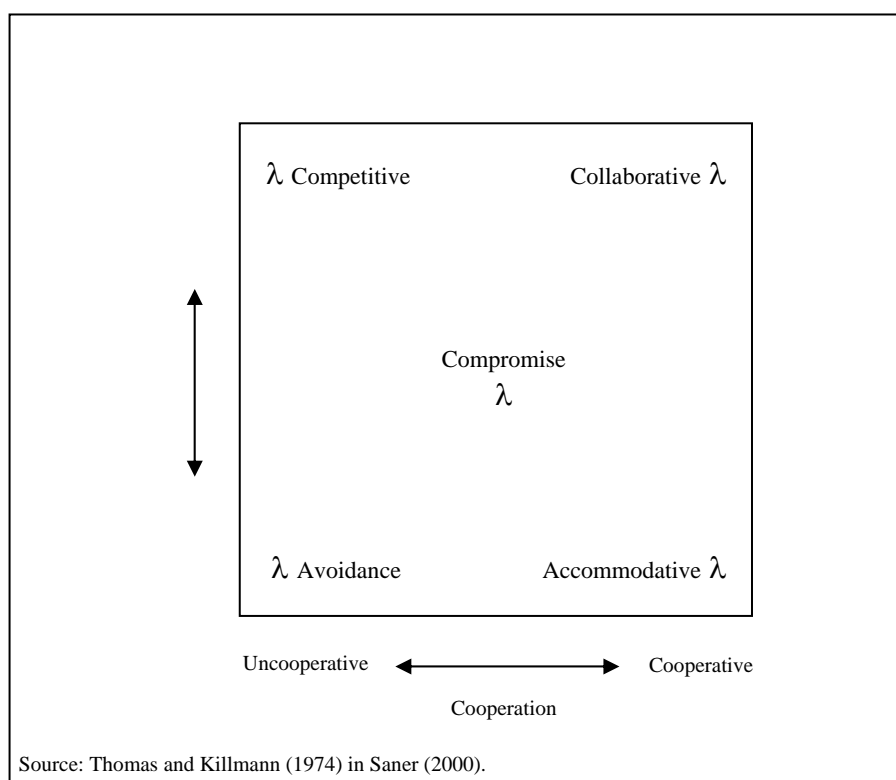 λ Competitive Collaborative λ
Compromise
λ
λ Avoidance Accommodative λ
Uncooperative Cooperative
Cooperation
Source: Thomas and Killmann (1974) in Saner (2000).